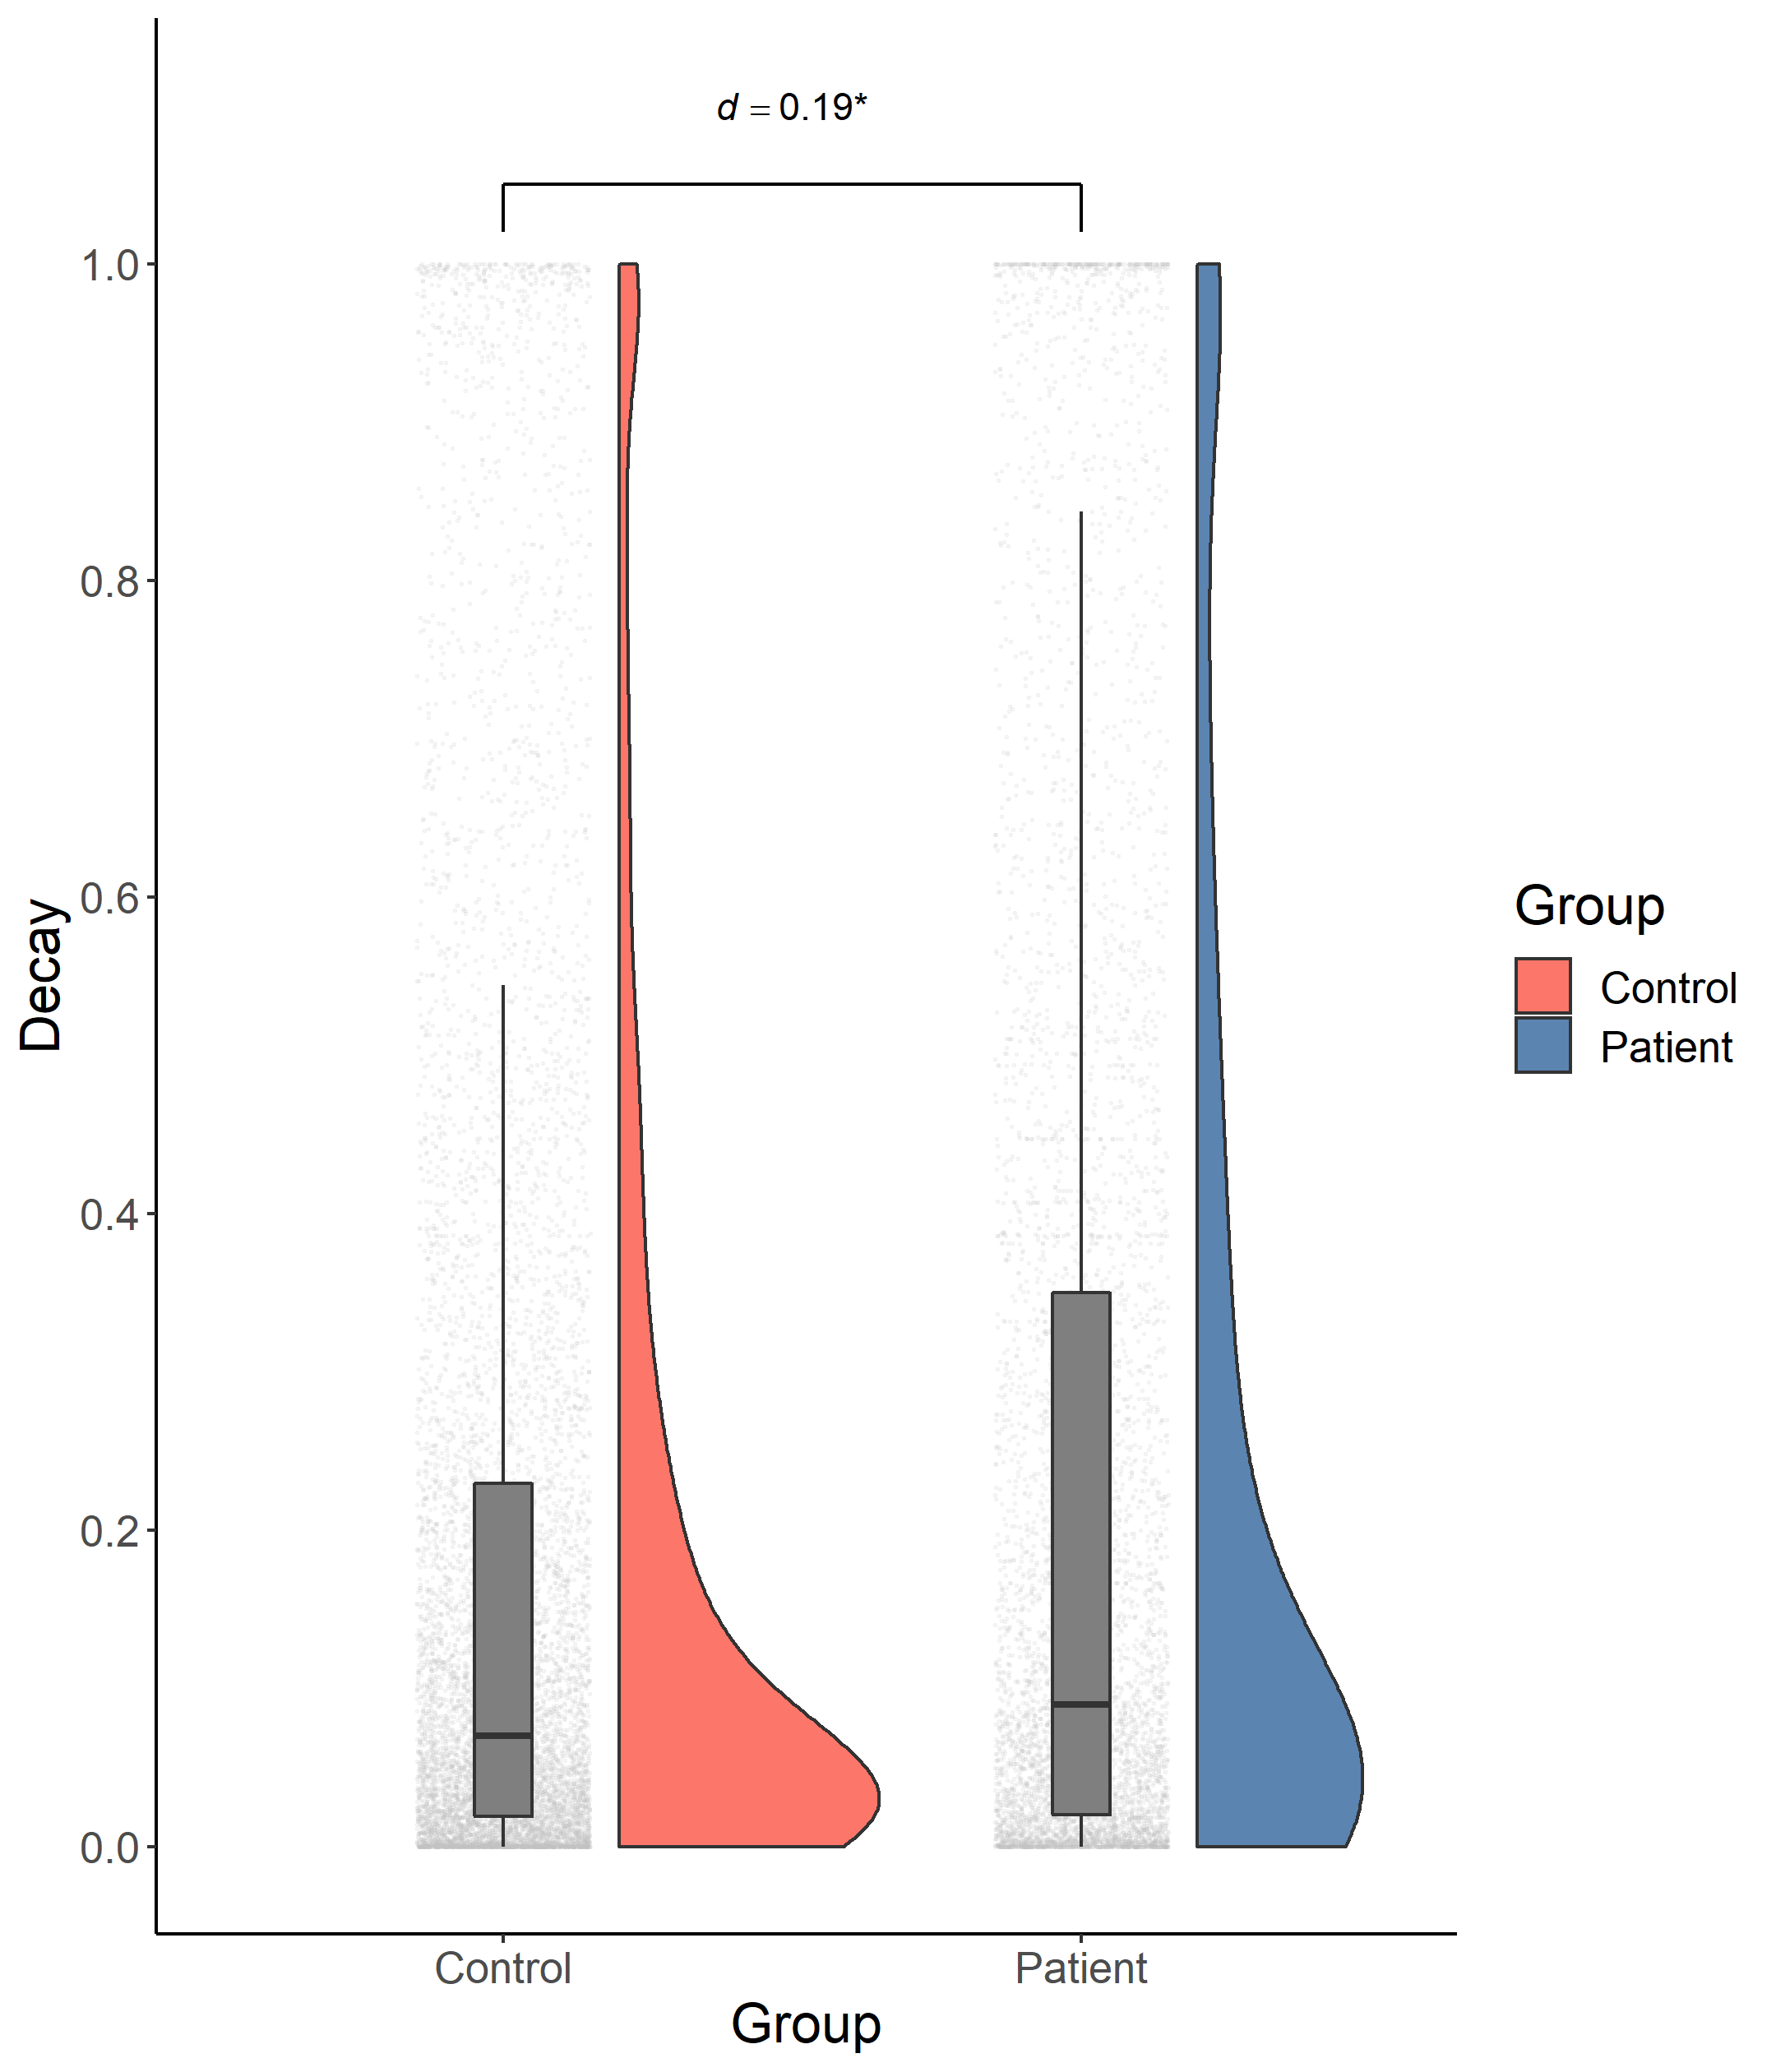 d = 0.19*
1.0
0.8
0.6
0.4
0.2
0.0
Decay
Control
Patient
Group
Group
Control
Patient